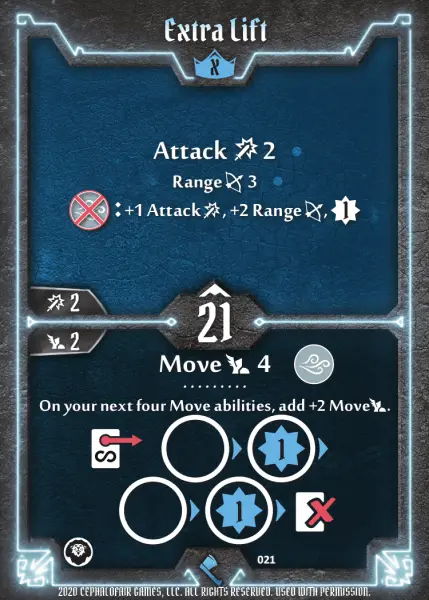 Extra Lift
X
Attack 2
Range 3
: +1 Attack, +2 Range, 1
2
21
2
Move 4
On your next four Move abilities, add +2 Move.
1
1
021
2020 Cephalofair Games, LLC. All rights reserved. Used with permission.